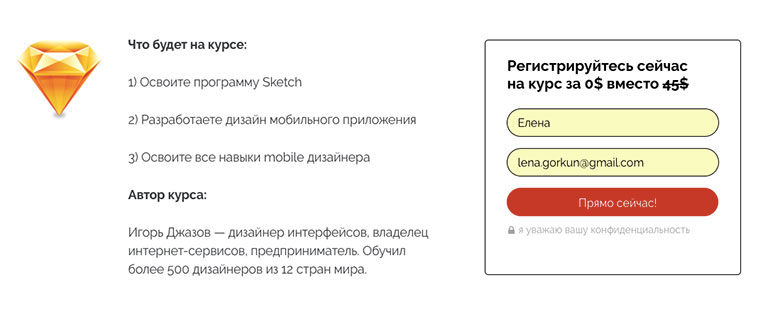 Что будет на курсе:
1) Освоите программу Sketch
2) Разработаете дизайн мобильного приложения
3) Освоите все навыки mobile дизайнера
Автор курса:
Игорь Джазов — дизайнер интерфейсов, владелец
интернет-сервисов, предприниматель. Обучил
более 500 дизайнеров из 12 стран мира.
Регистрируйтесь сейчас
на курс за 0$ вместо 45$
Елена
lena.gorkun@gmail.com
Прямо сейчас!
я уважаю вашу конфиденциальность